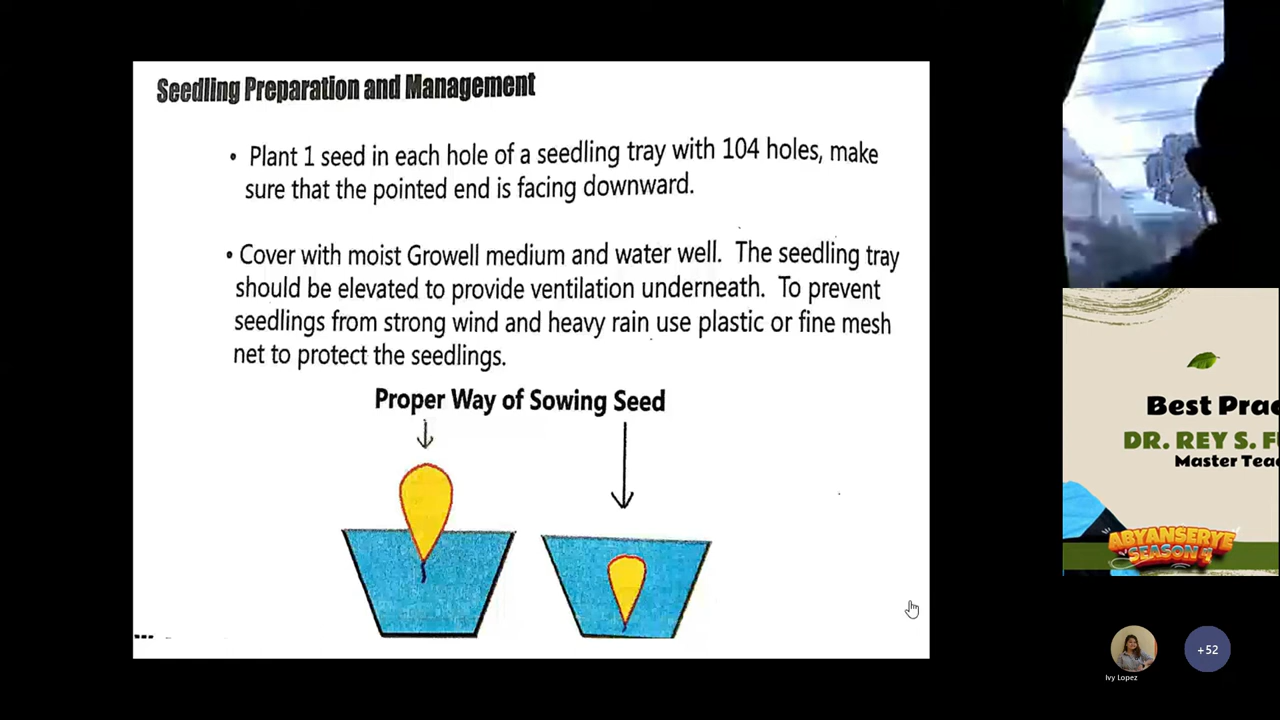 Seedling Preparation and Management
• Plant 1 seed in each hole of a seedling tray with 104 holes, make
sure that the pointed end is facing downward.
• Cover with moist Growell medium and water well. The seedling tray
should be elevated to provide ventilation underneath. To prevent
seedlings from strong wind and heavy rain use plastic or fine mesh
net to protect the seedlings.
Proper Way of Sowing Seed
Best Prac
DR. REY S. F
Master Teac
ABYANSERYE
SEASON
Ivy Lopez
+52